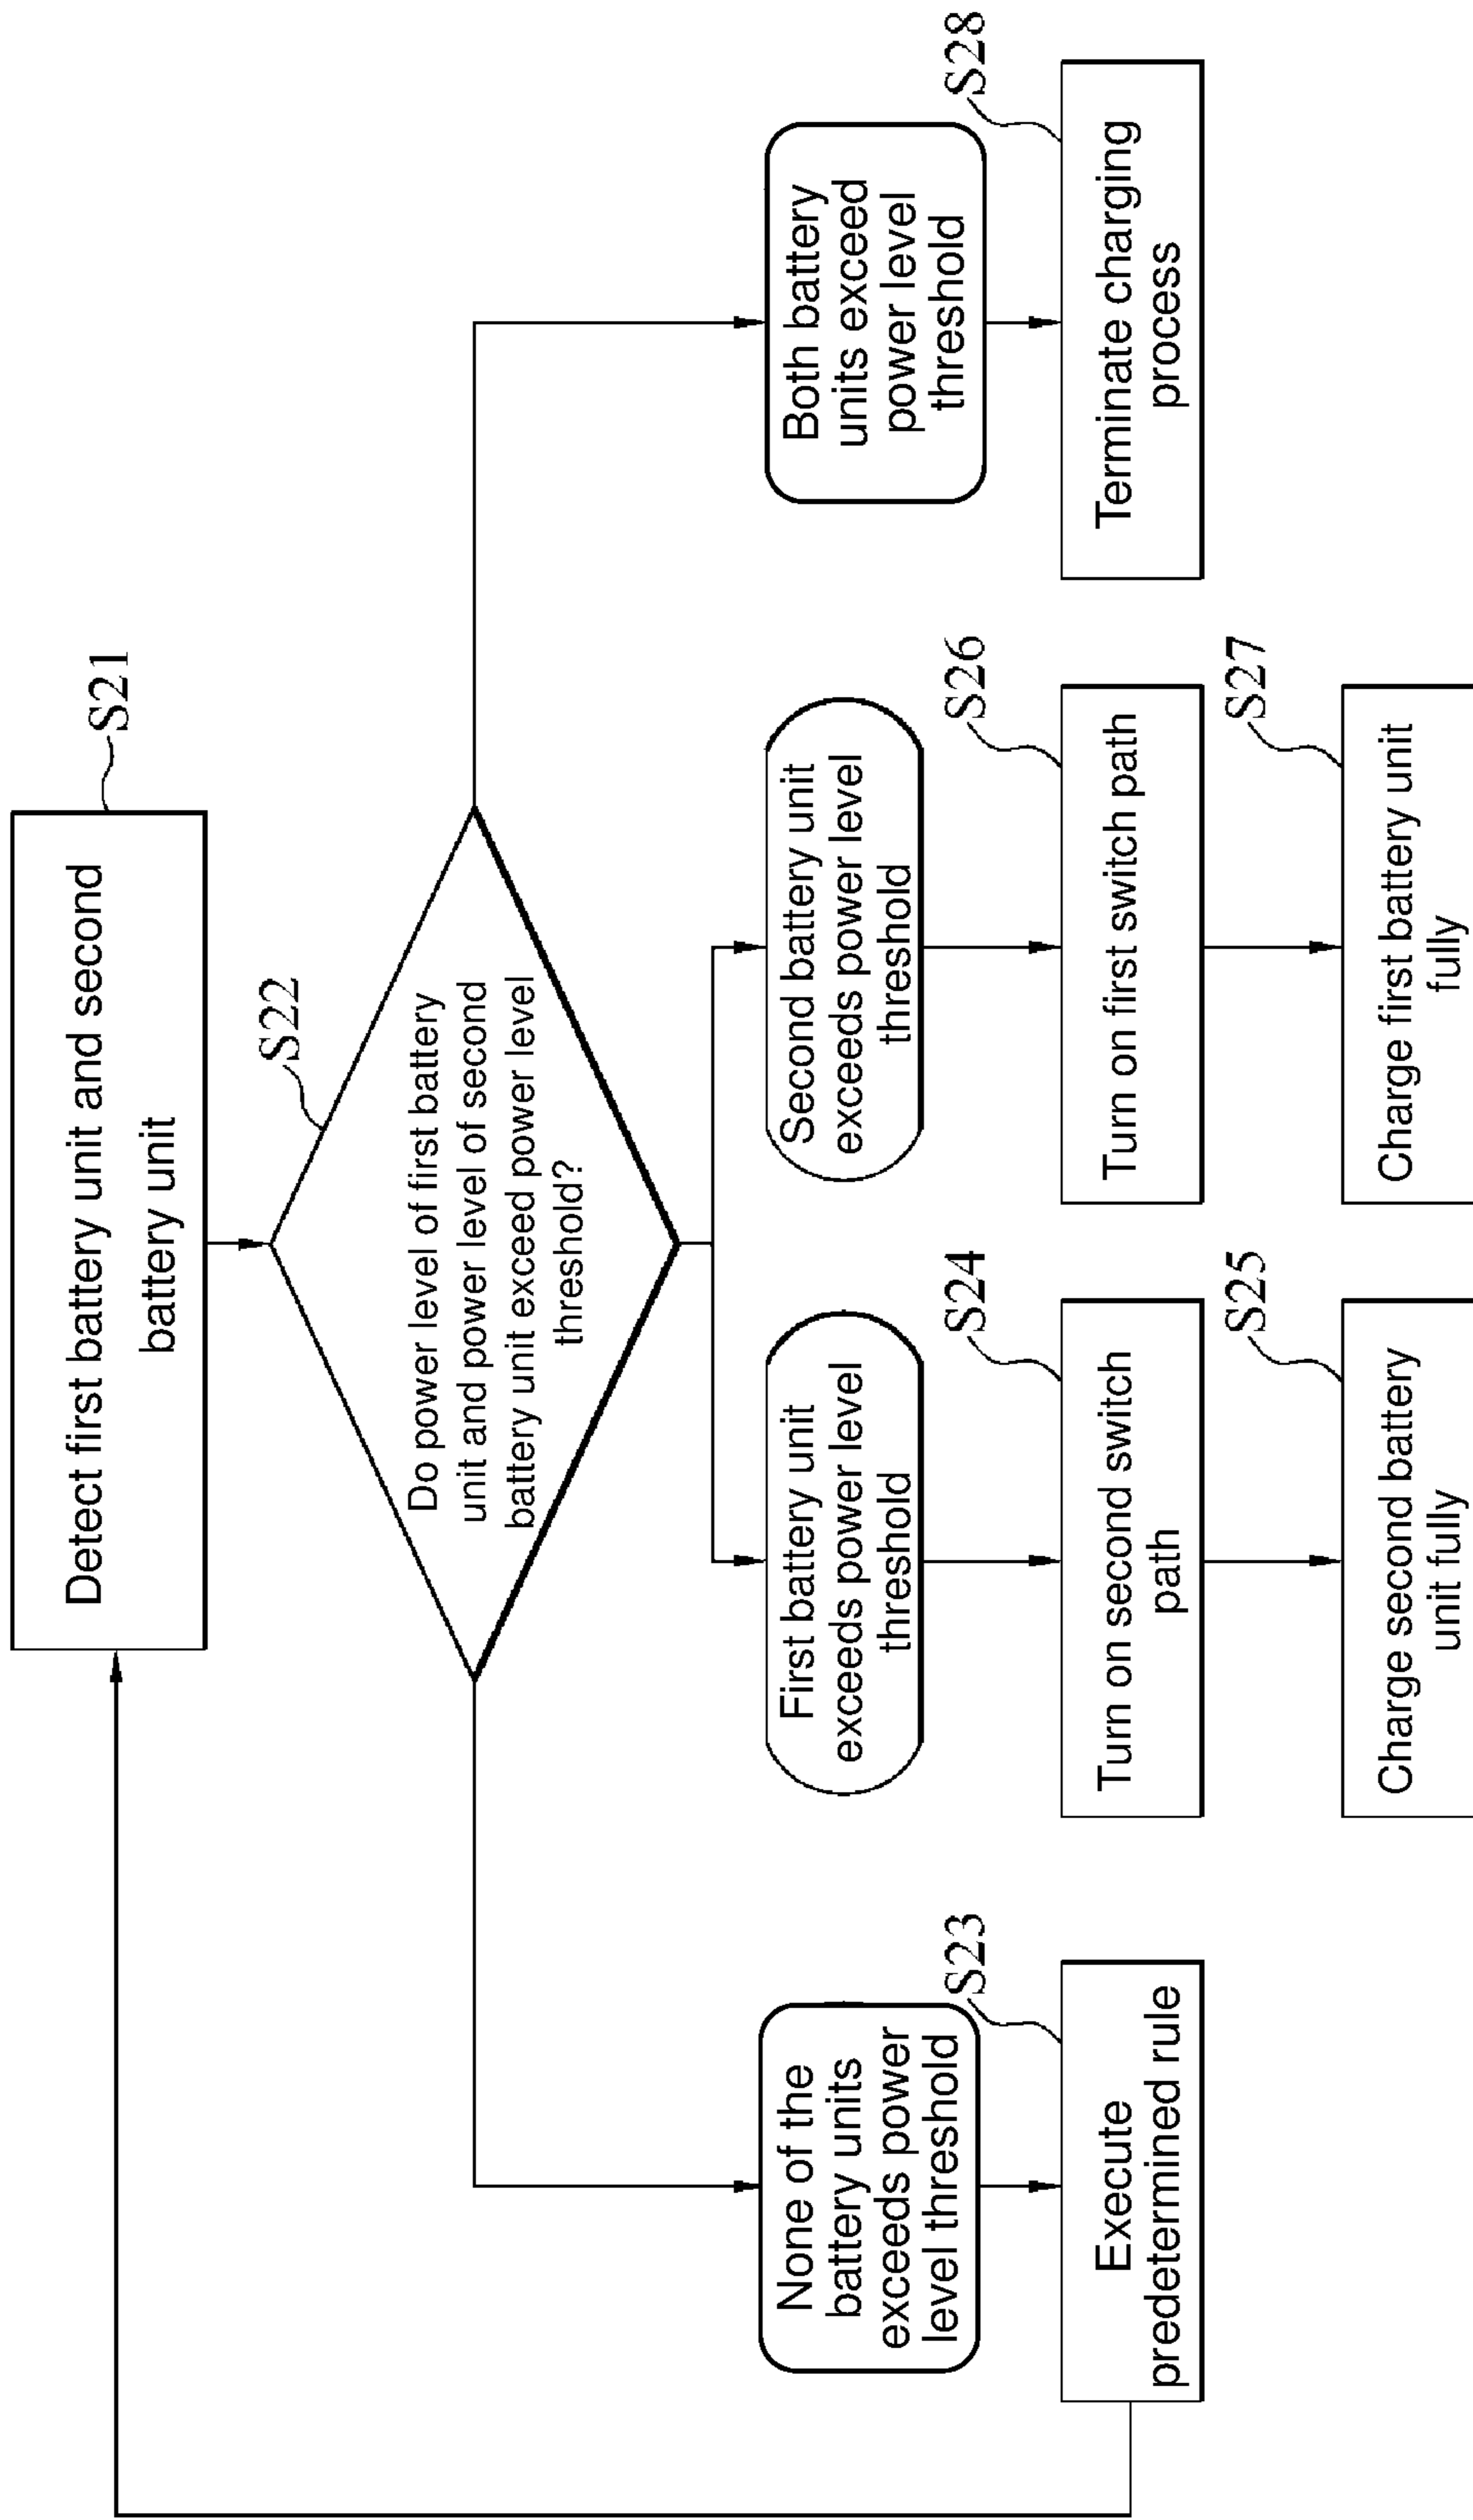 Detect first battery unit and second
battery unit
S21
S22
Do power level of first battery
unit and power level of second
battery unit exceed power level
threshold?
None of the
battery units
exceeds power
level threshold
S23
Execute
predetermined rule
First battery unit
exceeds power level
threshold
S24
Turn on second switch
path
S25
Charge second battery
unit fully
Second battery unit
exceeds power level
threshold
S26
Turn on first switch path
S27
Charge first battery unit
fully
Both battery
units exceed
power level
threshold
S28
Terminate charging
process